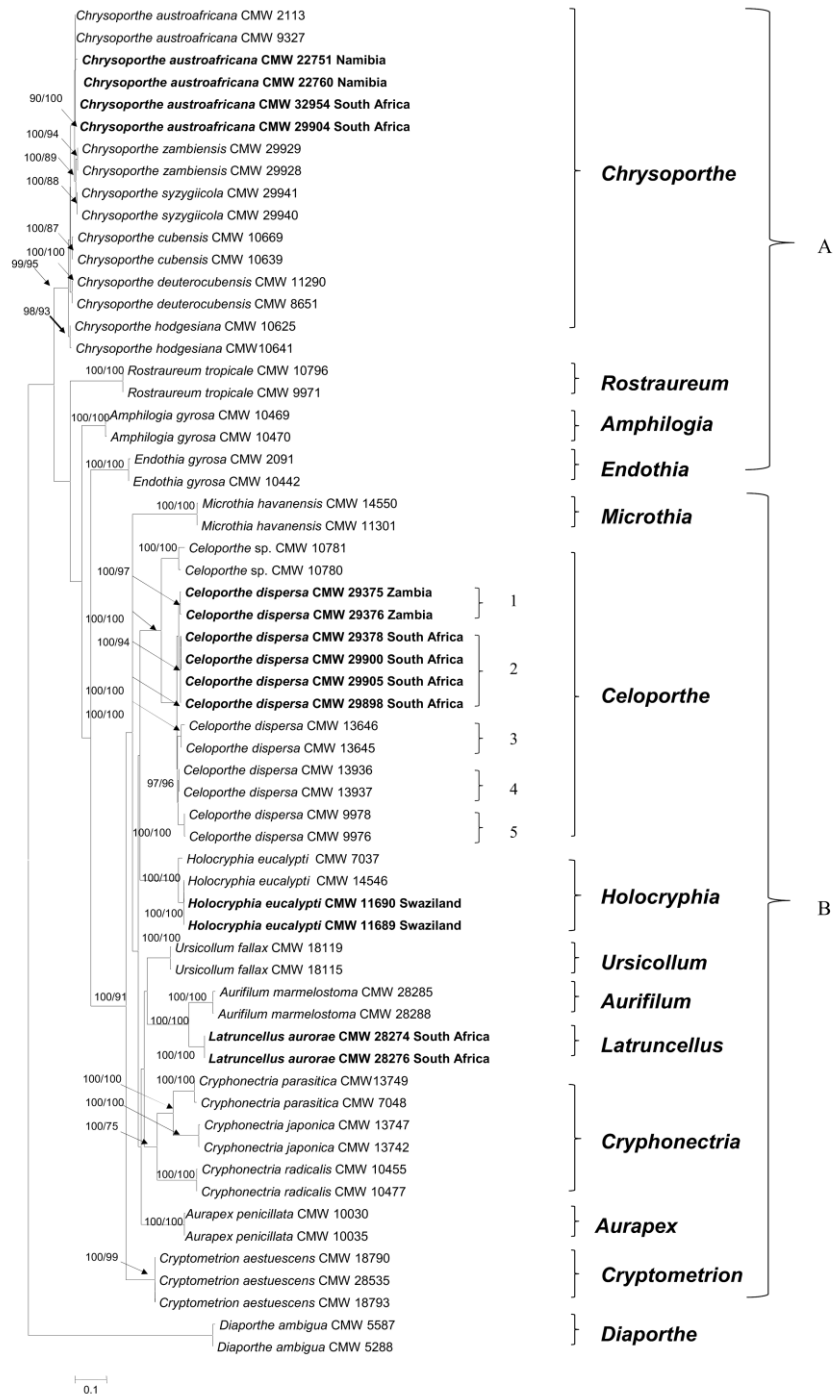 Chrysoporthe austroafricana CMW 2113
Chrysoporthe austroafricana CMW 9327
Chrysoporthe austroafricana CMW 22751 Namibia
Chrysoporthe austroafricana CMW 22760 Namibia
90/100
Chrysoporthe austroafricana CMW 32954 South Africa
Chrysoporthe austroafricana CMW 29904 South Africa
100/94
Chrysoporthe zambiensis CMW 29929
100/89
Chrysoporthe zambiensis CMW 29928
Chrysoporthe
100/88
Chrysoporthe syzygiicola CMW 29941
Chrysoporthe syzygiicola CMW 29940
100/87
Chrysoporthe cubensis CMW 10669
A
100/100
Chrysoporthe cubensis CMW 10639
99/95
Chrysoporthe deuterocubensis CMW 11290
Chrysoporthe deuterocubensis CMW 8651
98/93
Chrysoporthe hodgesiana CMW 10625
Chrysoporthe hodgesiana CMW10641
100/100
Rostraureum tropicale CMW 10796
Rostraureum
Rostraureum tropicale CMW 9971
100/100
Amphilogia gyrosa CMW 10469
Amphilogia
Amphilogia gyrosa CMW 10470
100/100
Endothia gyrosa CMW 2091
Endothia
Endothia gyrosa CMW 10442
100/100
Microthia havanensis CMW 14550
Microthia
Microthia havanensis CMW 11301
100/100
Celoporthe sp. CMW 10781
100/97
Celoporthe sp. CMW 10780
Celoporthe dispersa CMW 29375 Zambia
1
100/100
Celoporthe dispersa CMW 29376 Zambia
100/94
Celoporthe dispersa CMW 29378 South Africa
Celoporthe dispersa CMW 29900 South Africa
2
100/100
Celoporthe dispersa CMW 29905 South Africa
Celoporthe
100/100
Celoporthe dispersa CMW 29898 South Africa
Celoporthe dispersa CMW 13646
3
Celoporthe dispersa CMW 13645
97/96
Celoporthe dispersa CMW 13936
4
Celoporthe dispersa CMW 13937
100/100
Celoporthe dispersa CMW 9978
5
Celoporthe dispersa CMW 9976
100/100
Holocryphia eucalypti CMW 7037
Holocryphia eucalypti CMW 14546
Holocryphia
100/100
Holocryphia eucalypti CMW 11690 Swaziland
B
Holocryphia eucalypti CMW 11689 Swaziland
100/100
Ursicollum fallax CMW 18119
Ursicollum
Ursicollum fallax CMW 18115
100/91
100/100
Aurifilum marmelostoma CMW 28285
Aurifilum
Aurifilum marmelostoma CMW 28288
100/100
Latruncellus aurorae CMW 28274 South Africa
Latruncellus
100/100
Latruncellus aurorae CMW 28276 South Africa
100/100
100/100
Cryphonectria parasitica CMW13749
100/100
Cryphonectria parasitica CMW 7048
100/75
Cryphonectria japonica CMW 13747
Cryphonectria
Cryphonectria japonica CMW 13742
100/100
Cryphonectria radicalis CMW 10455
Cryphonectria radicalis CMW 10477
100/100
Aurapex penicillata CMW 10030
Aurapex
Aurapex penicillata CMW 10035
100/99
Cryptometrion aestuescens CMW 18790
Cryptometrion
Cryptometrion aestuescens CMW 28535
Cryptometrion aestuescens CMW 18793
Diaporthe ambigua CMW 5587
Diaporthe
Diaporthe ambigua CMW 5288
0.1